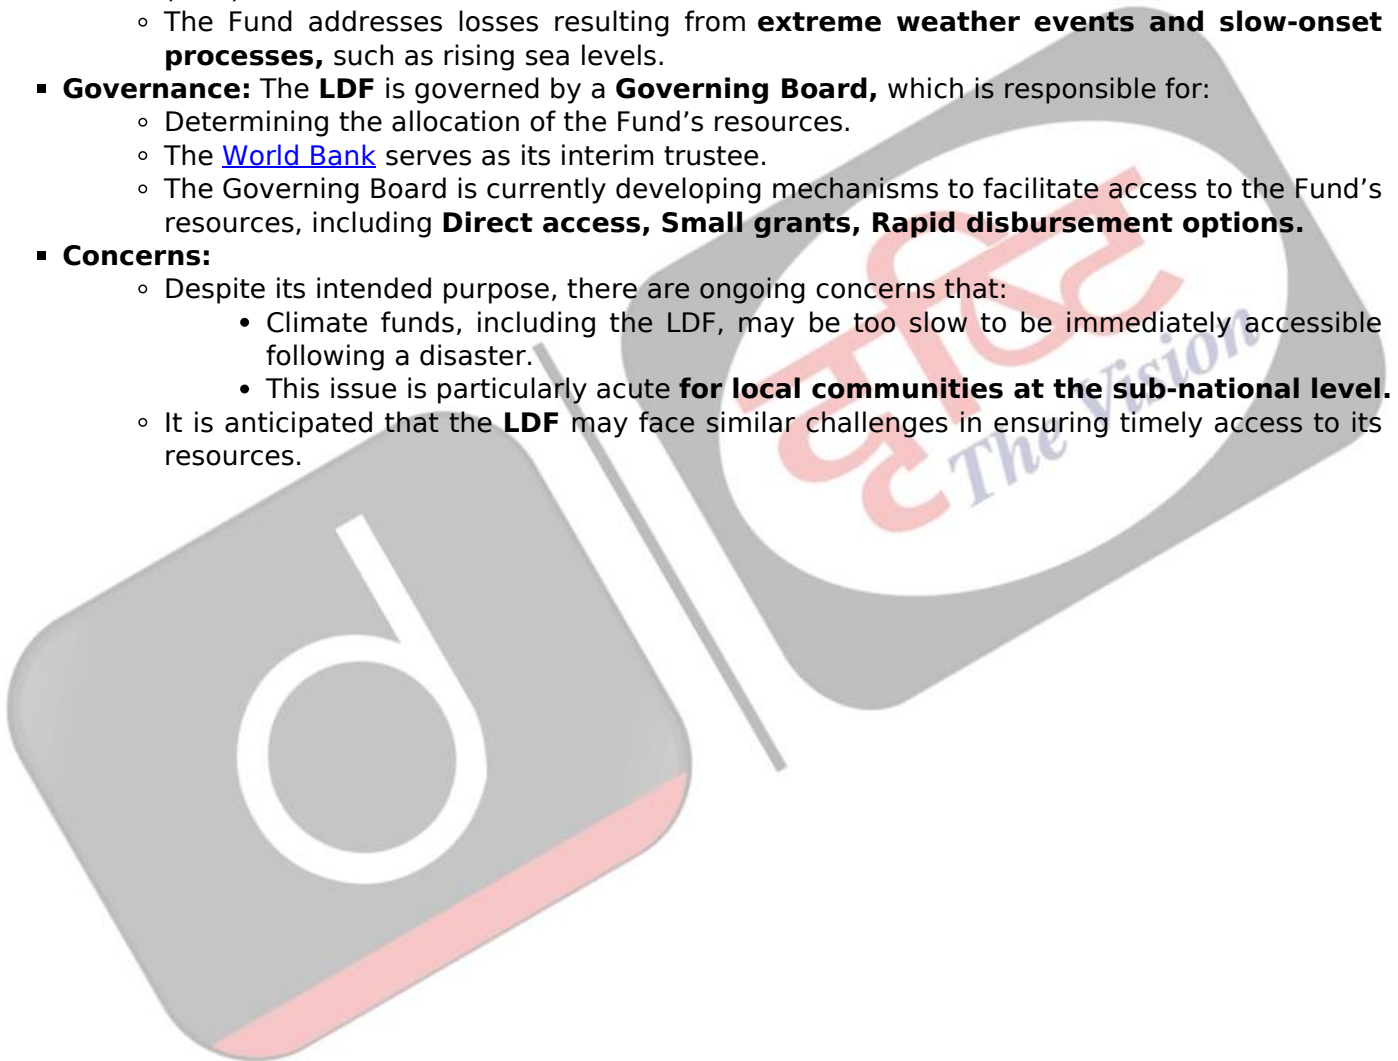 ○ The Fund addresses losses resulting from extreme weather events and slow-onset
processes, such as rising sea levels.
▪ Governance: The LDF is governed by a Governing Board, which is responsible for:
○ Determining the allocation of the Fund's resources.
○ The World Bank serves as its interim trustee.
○ The Governing Board is currently developing mechanisms to facilitate access to the Fund's
resources, including Direct access, Small grants, Rapid disbursement options.
▪ Concerns:
○ Despite its intended purpose, there are ongoing concerns that:
• Climate funds, including the LDF, may be too slow to be immediately accessible
following a disaster.
• This issue is particularly acute for local communities at the sub-national level.
○ It is anticipated that the LDF may face similar challenges in ensuring timely access to its
resources.
दृष्टि
The Vision
d